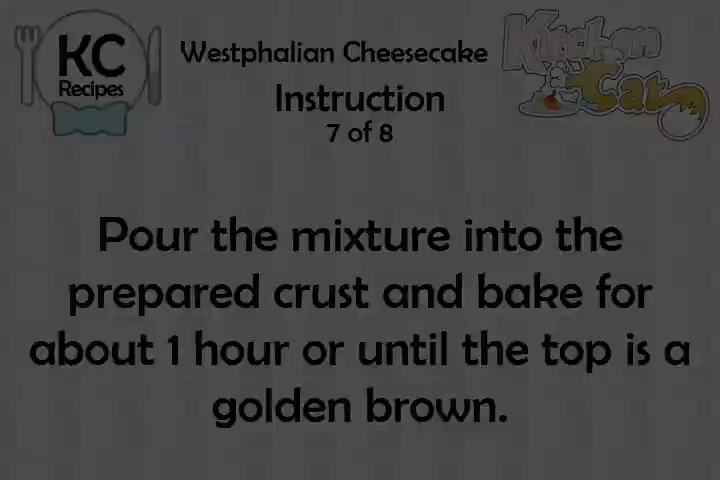 KC
Recipes
Westphalian Cheesecake
Instruction
7 of 8
Kitchen
Cat
Pour the mixture into the
prepared crust and bake for
about 1 hour or until the top is a
golden brown.